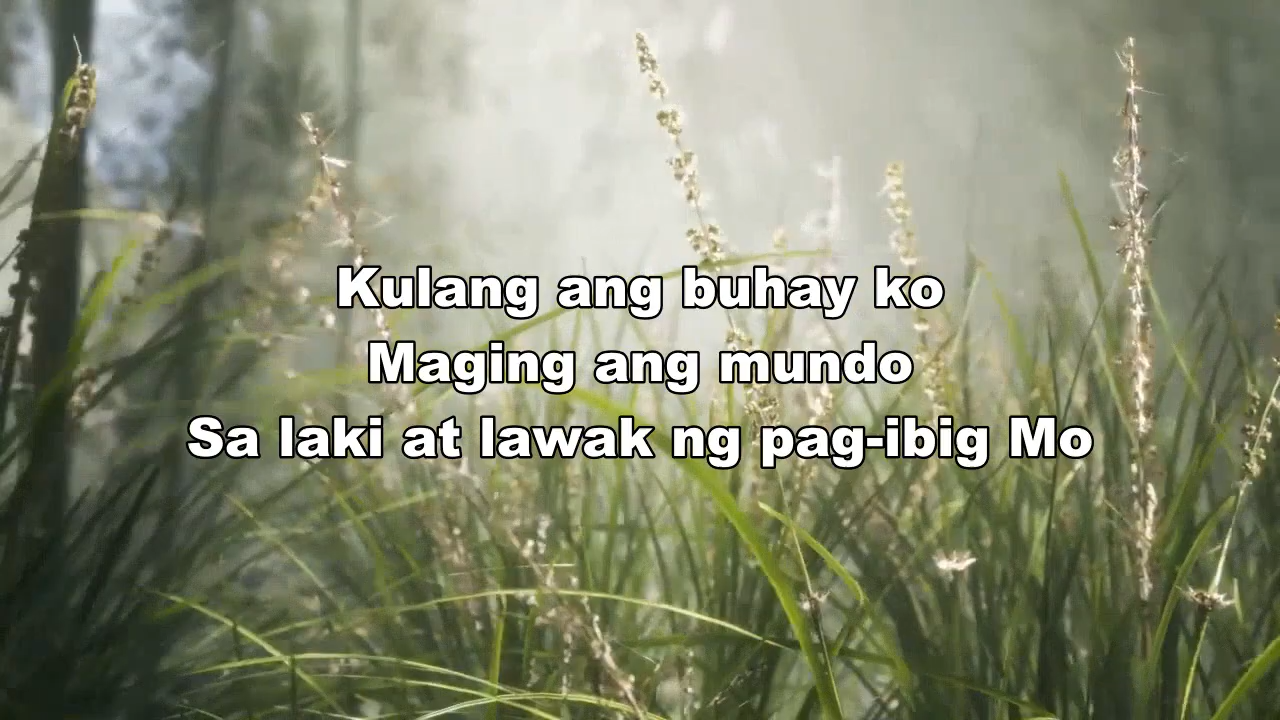 Kulang ang buhay ko
Maging ang mundo
Sa laki at lawak ng pag-ibig Mo